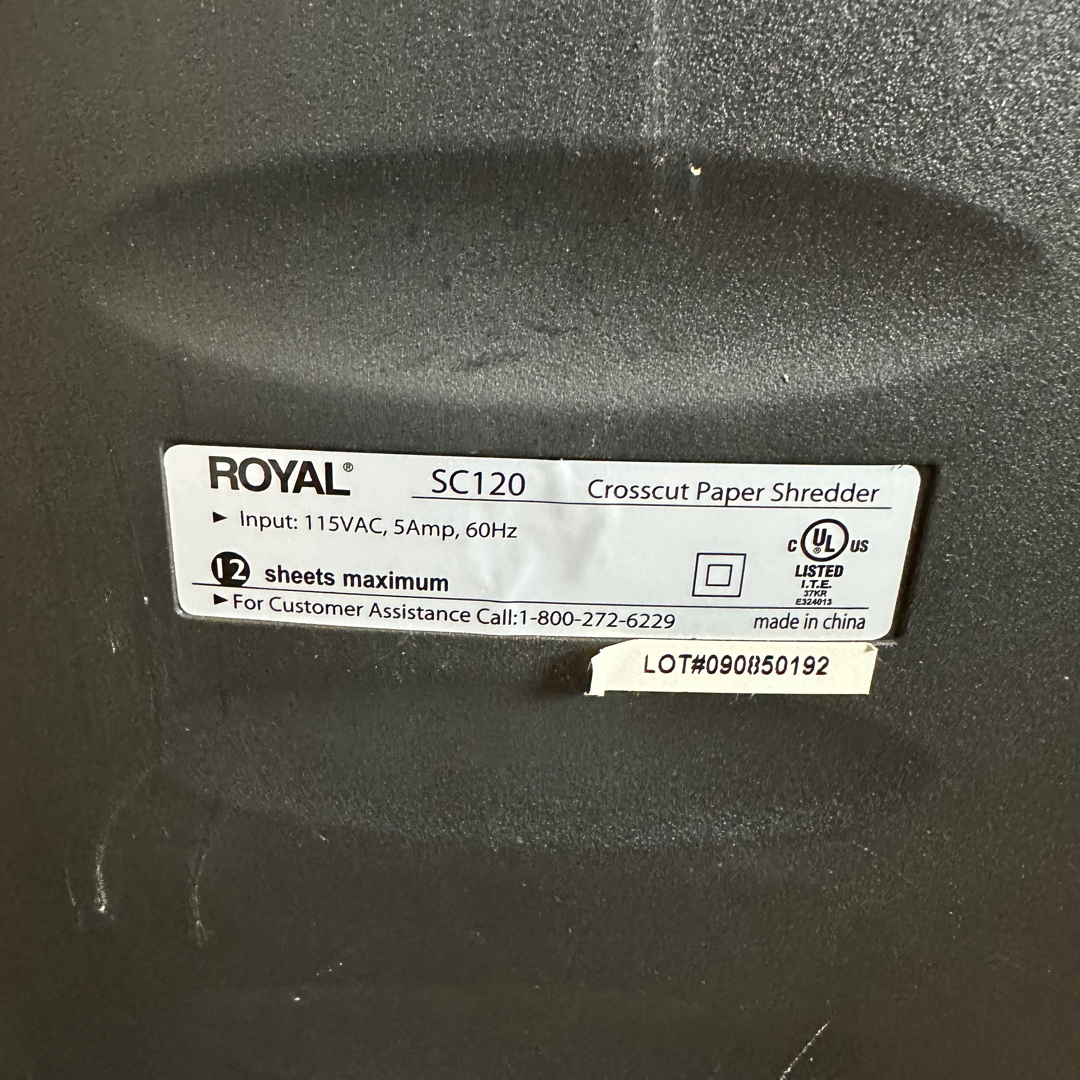 ROYAL® SC120 Crosscut Paper Shredder
► Input: 115VAC, 5Amp, 60Hz
12 sheets maximum
► For Customer Assistance Call:1-800-272-6229
C UL ® US
LISTED
I.T.E.
37KR
E324013
made in china
LOT#090850192